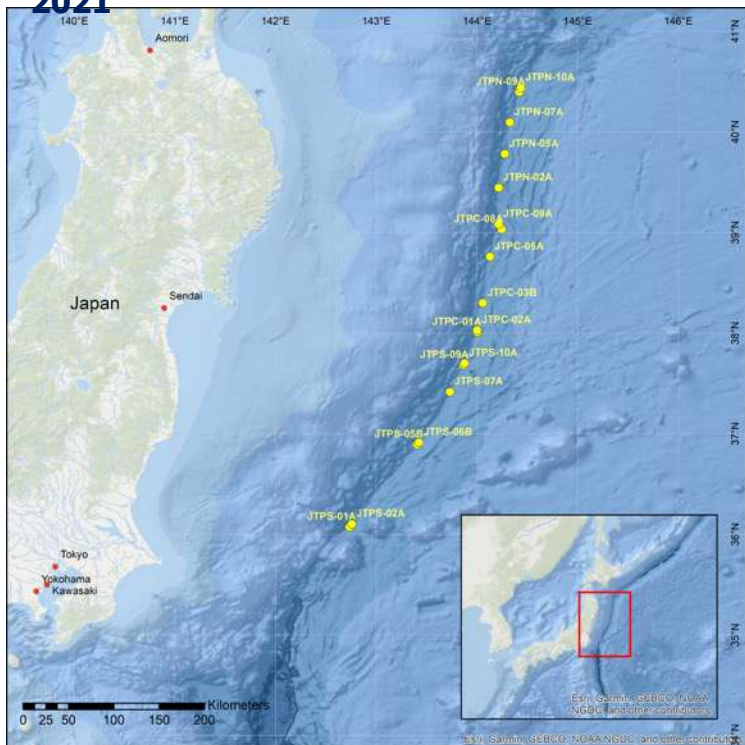 2021
140°E 141°E 142°E 143°E 144°E 145°E 146°E
41°N
Aomori
JTPN-09A JTPN-10A
JTPN-07A
40°N
JTPN-05A
JTPN-02A
JTPC-08A JTPC-09A
39°N
JTPC-05A
Sendai
Japan
JTPC-03B
JTPC-01A JTPC-02A
38°N
JTPS-09A JTPS-10A
JTPS-07A
37°N
JTPS-05B JTPS-06B
JTPS-01A JTPS-02A
36°N
Tokyo
Yokohama
Kawasaki
35°N
Kilometers
0 25 50 100 150 200
Esri, Garmin, GEBCO, NOAA
NGDC, and other contributors
Esri, Garmin, GEBCO, NOAA NGDC, and other contributors